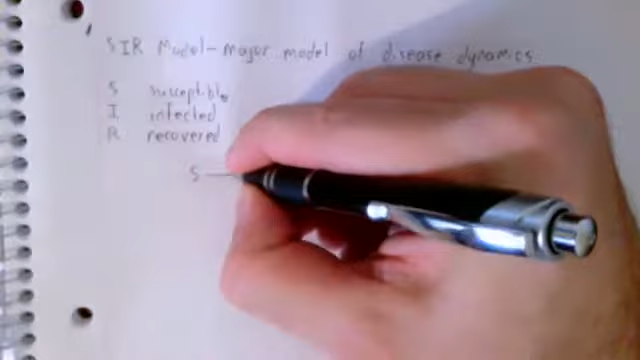 SIR Model-major model of disease dynamics
S susceptible
I infected
R recovered
S